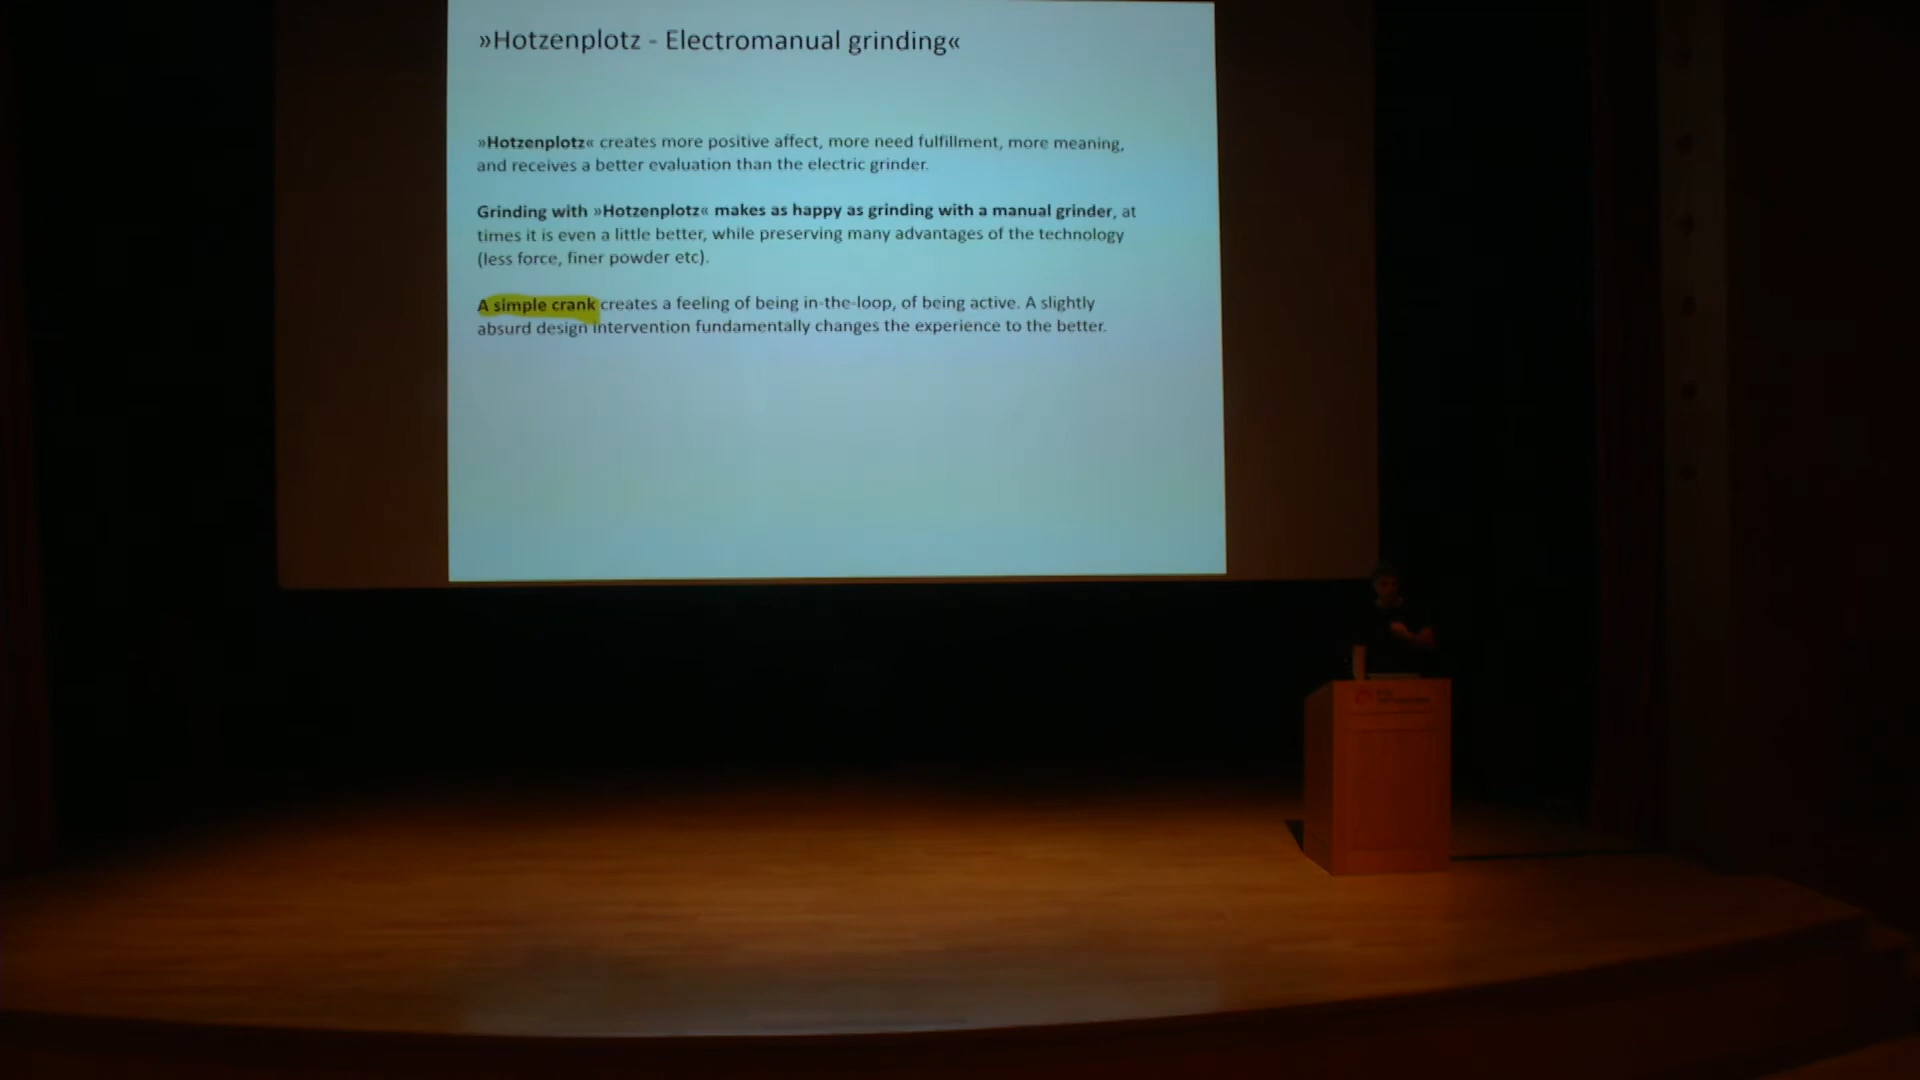 »Hotzenplotz - Electromanual grinding«
»Hotzenplotz« creates more positive affect, more need fulfillment, more meaning,
and receives a better evaluation than the electric grinder.
Grinding with »Hotzenplotz« makes as happy as grinding with a manual grinder, at
times it is even a little better, while preserving many advantages of the technology
(less force, finer powder etc).
A simple crank creates a feeling of being in-the-loop, of being active. A slightly
absurd design intervention fundamentally changes the experience to the better.